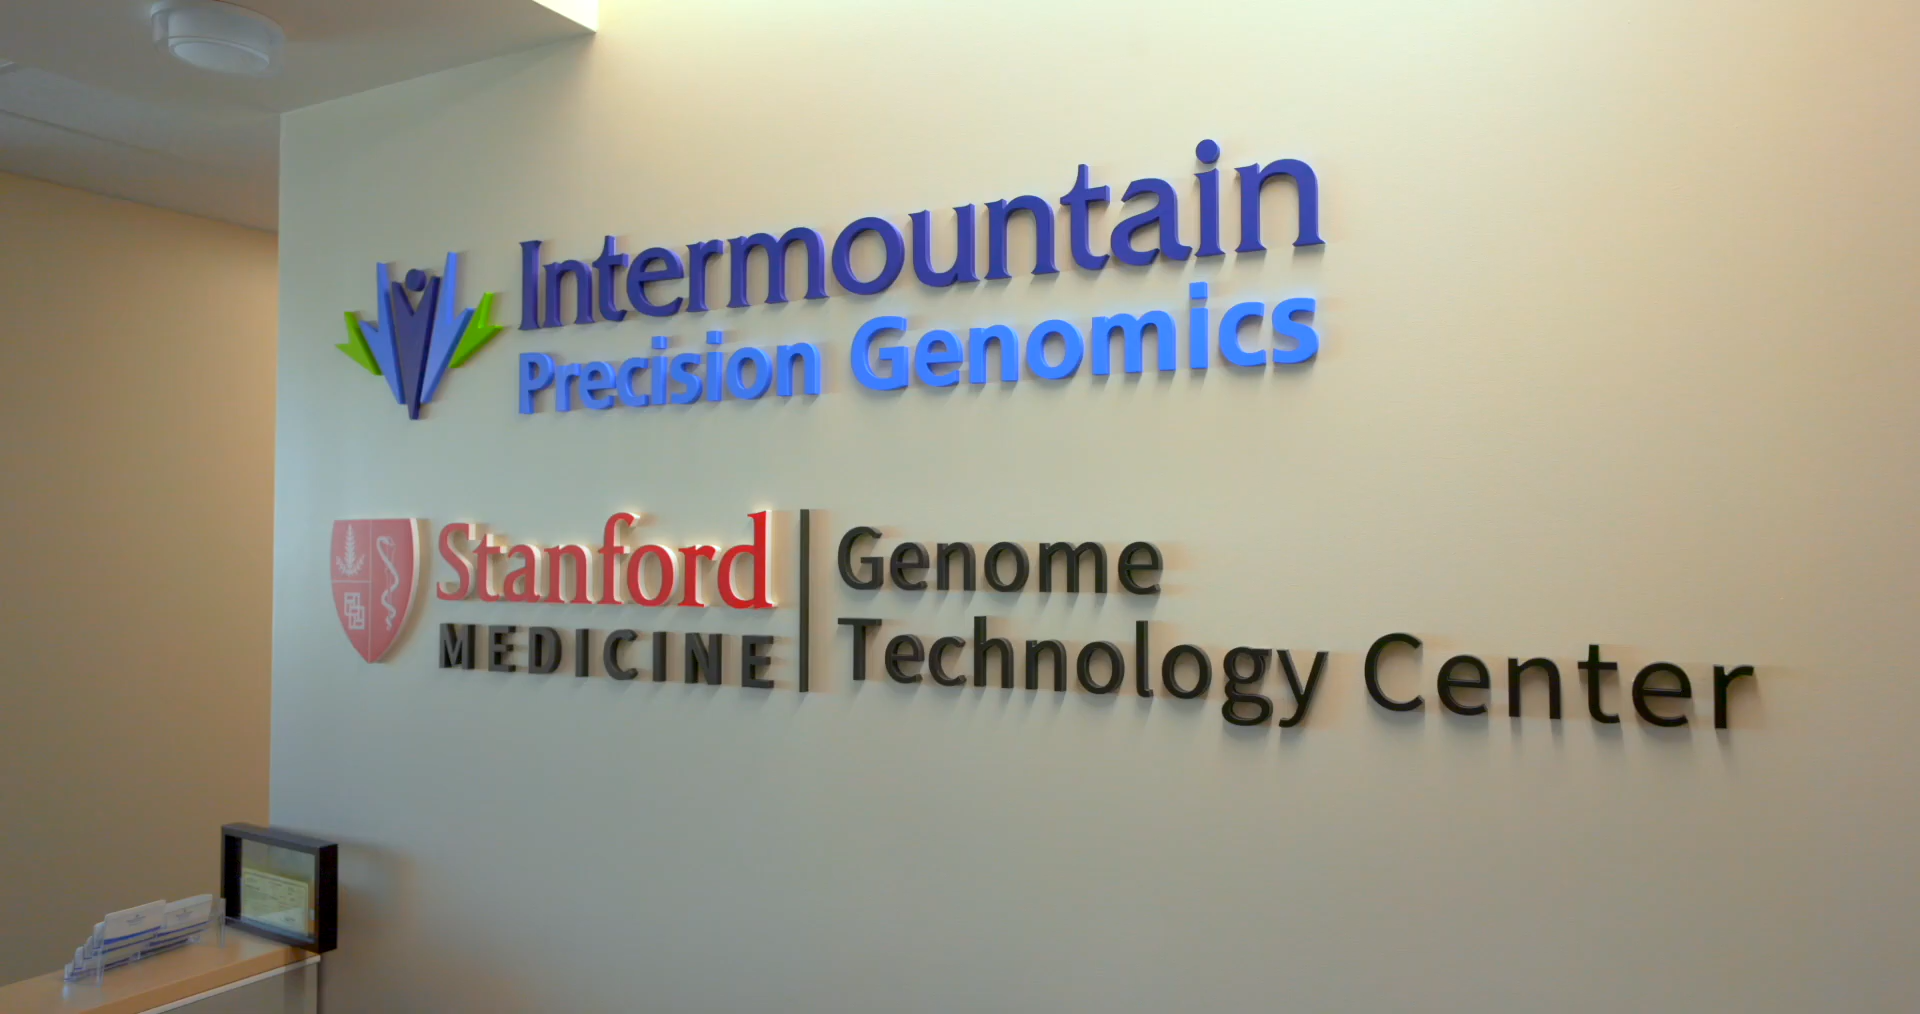 Intermountain
Precision Genomics
Stanford
MEDICINE
Genome
Technology Center